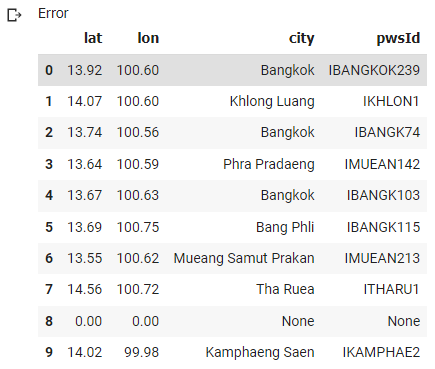 Error
lat lon city pwsId
0 13.92 100.60 Bangkok IBANGKOK239
1 14.07 100.60 Khlong Luang IKHLON1
2 13.74 100.56 Bangkok IBANGK74
3 13.64 100.59 Phra Pradaeng IMUEAN142
4 13.67 100.63 Bangkok IBANGK103
5 13.69 100.75 Bang Phli IBANGK115
6 13.55 100.62 Mueang Samut Prakan IMUEAN213
7 14.56 100.72 Tha Ruea ITHARU1
8 0.00 0.00 None None
9 14.02 99.98 Kamphaeng Saen IKAMPHAE2